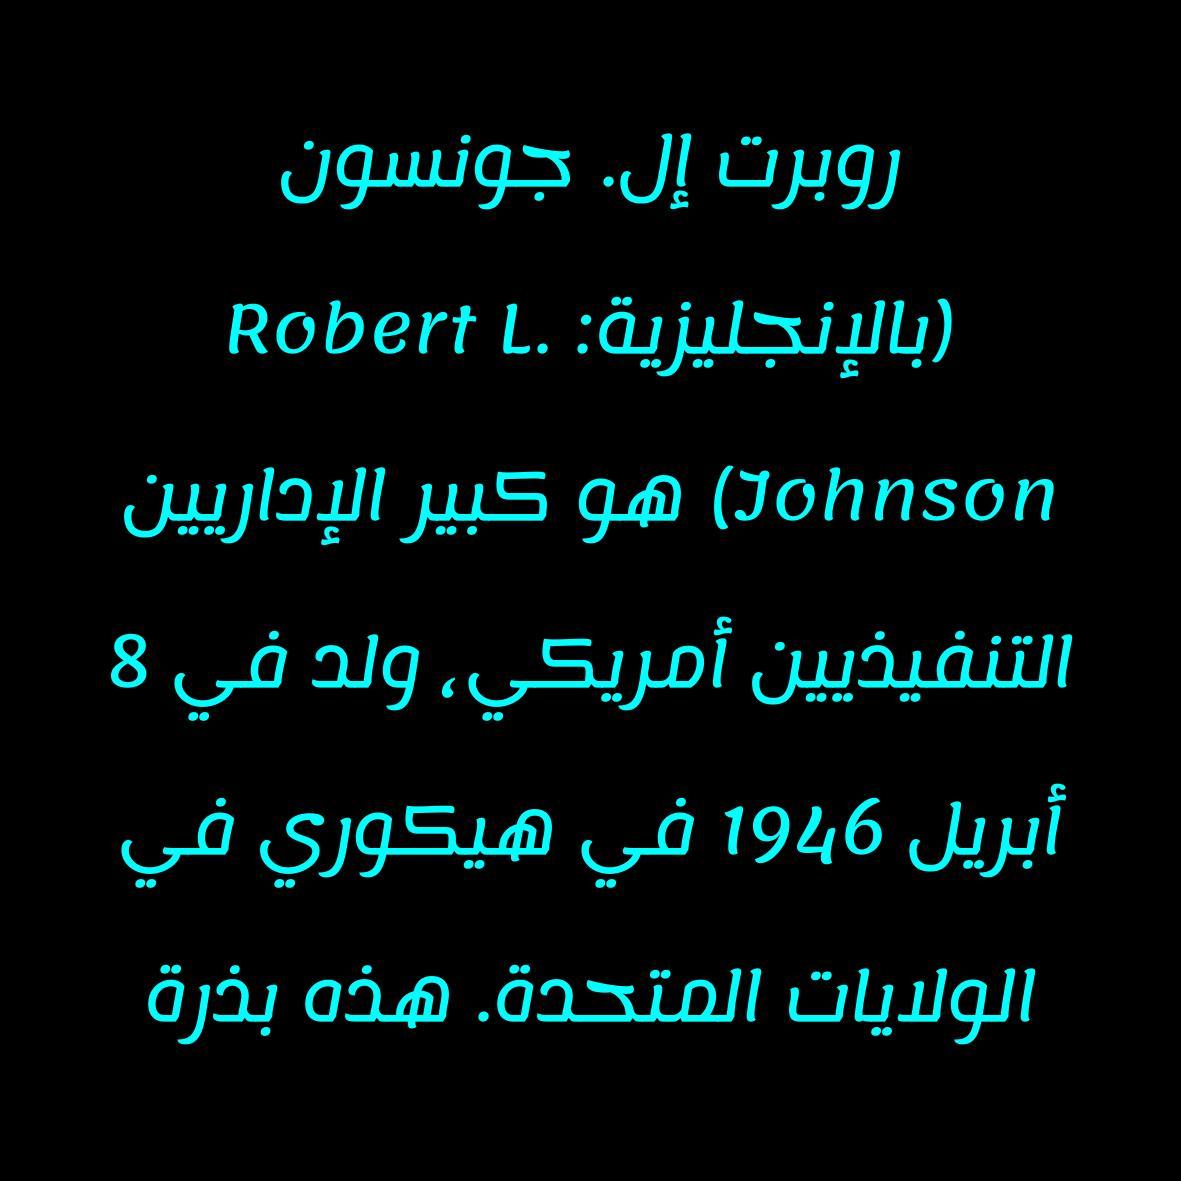 روبرت إل. جونسون
(بالإنجليزية: Robert L.
Johnson) هو كبير الإداريين
التنفيذيين أمريكي، ولد في 8
أبريل 1946 في هيكوري في
الولايات المتحدة. هذه بذرة